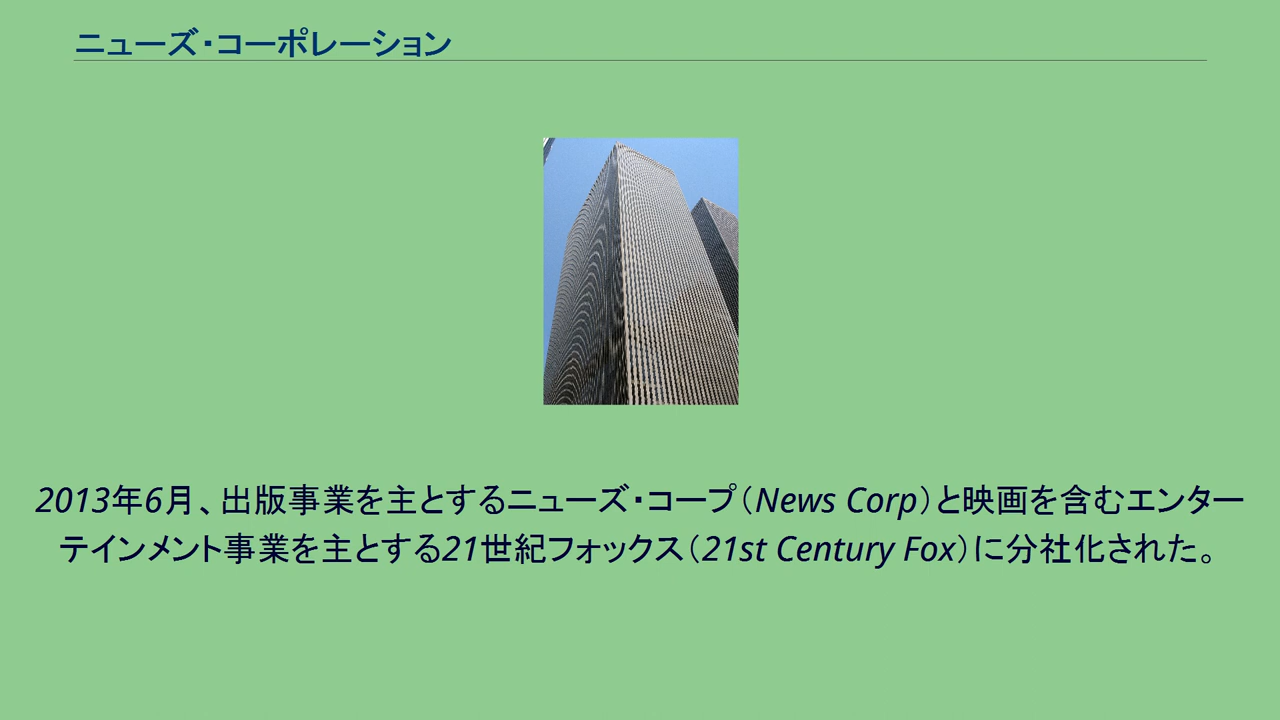 ニューズ・コーポレーション
2013年6月、出版事業を主とするニューズ・コープ（News Corp）と映画を含むエンター
テインメント事業を主とする21世紀フォックス（21st Century Fox）に分社化された。